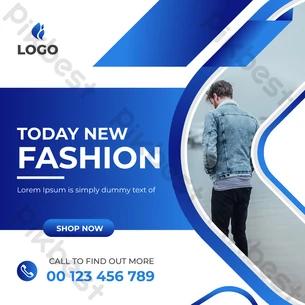 LOGO
TODAY NEW
FASHION
Lorem Ipsum is simply dummy text of
SHOP NOW
CALL TO FIND OUT MORE
00 123 456 789
pikbest